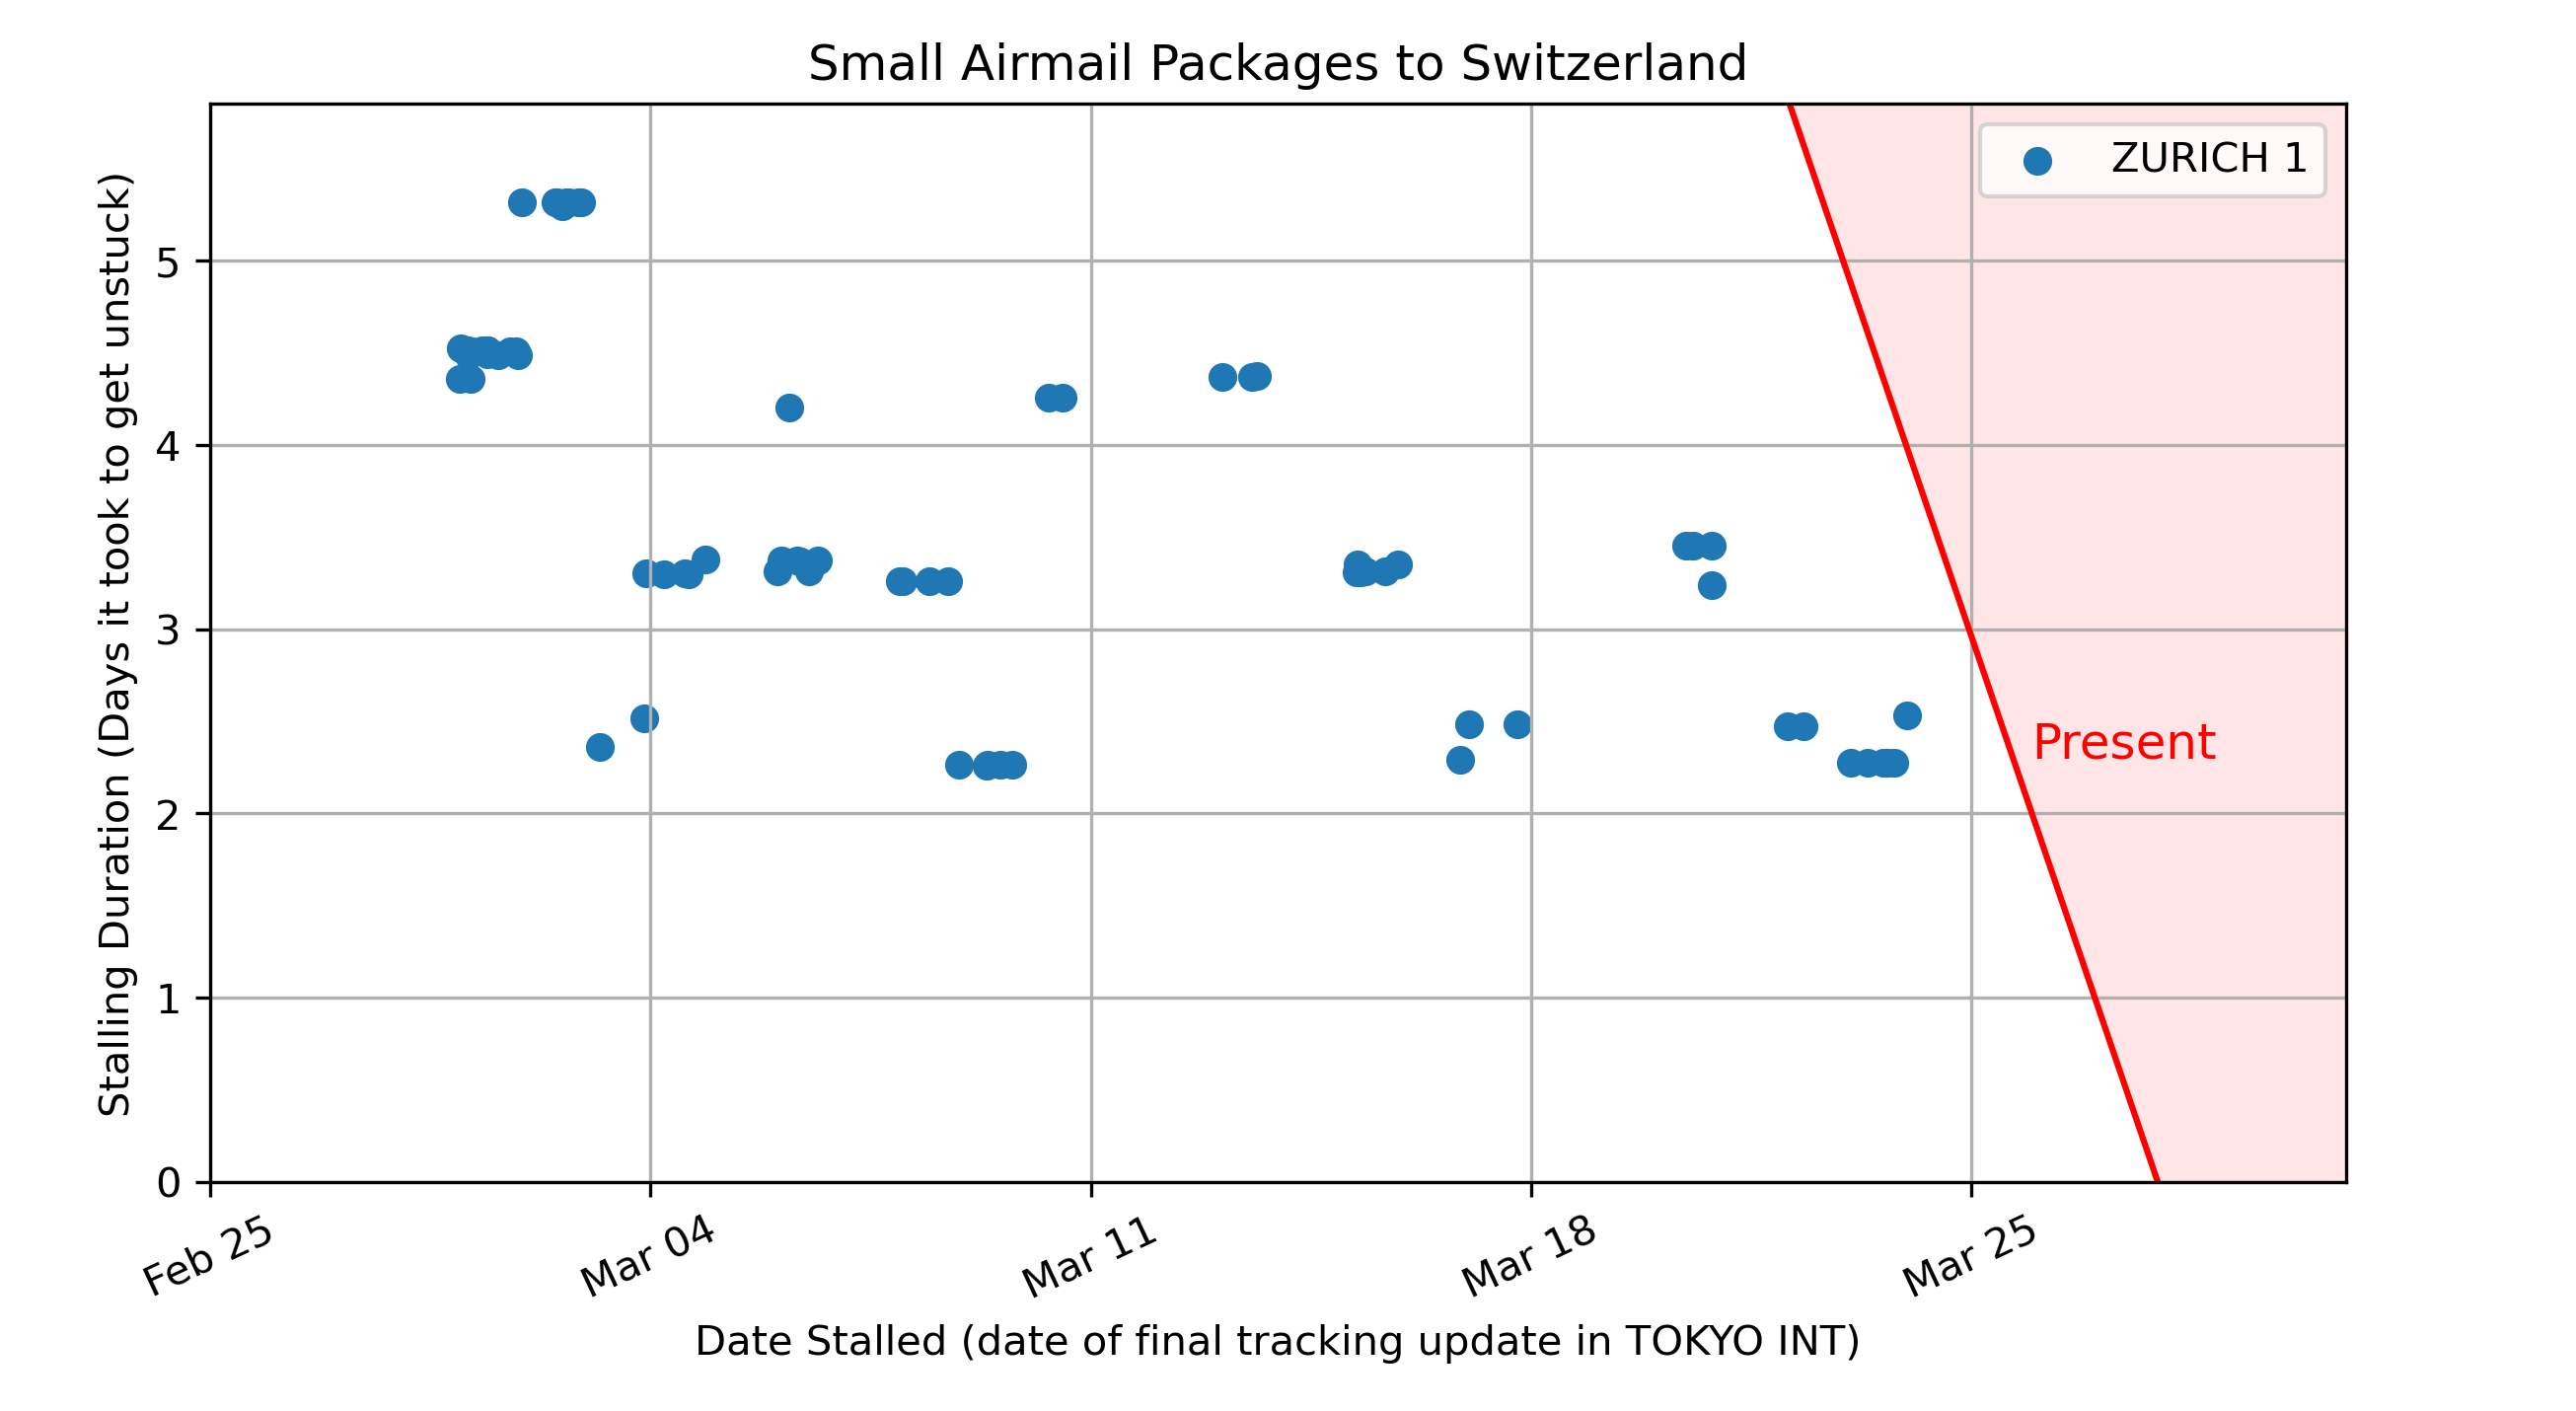 Small Airmail Packages to Switzerland
ZURICH 1
Stalling Duration (Days it took to get unstuck)
5
4
3
2
1
0
Present
Feb 25
Mar 04
Mar 11
Mar 18
Mar 25
Date Stalled (date of final tracking update in TOKYO INT)